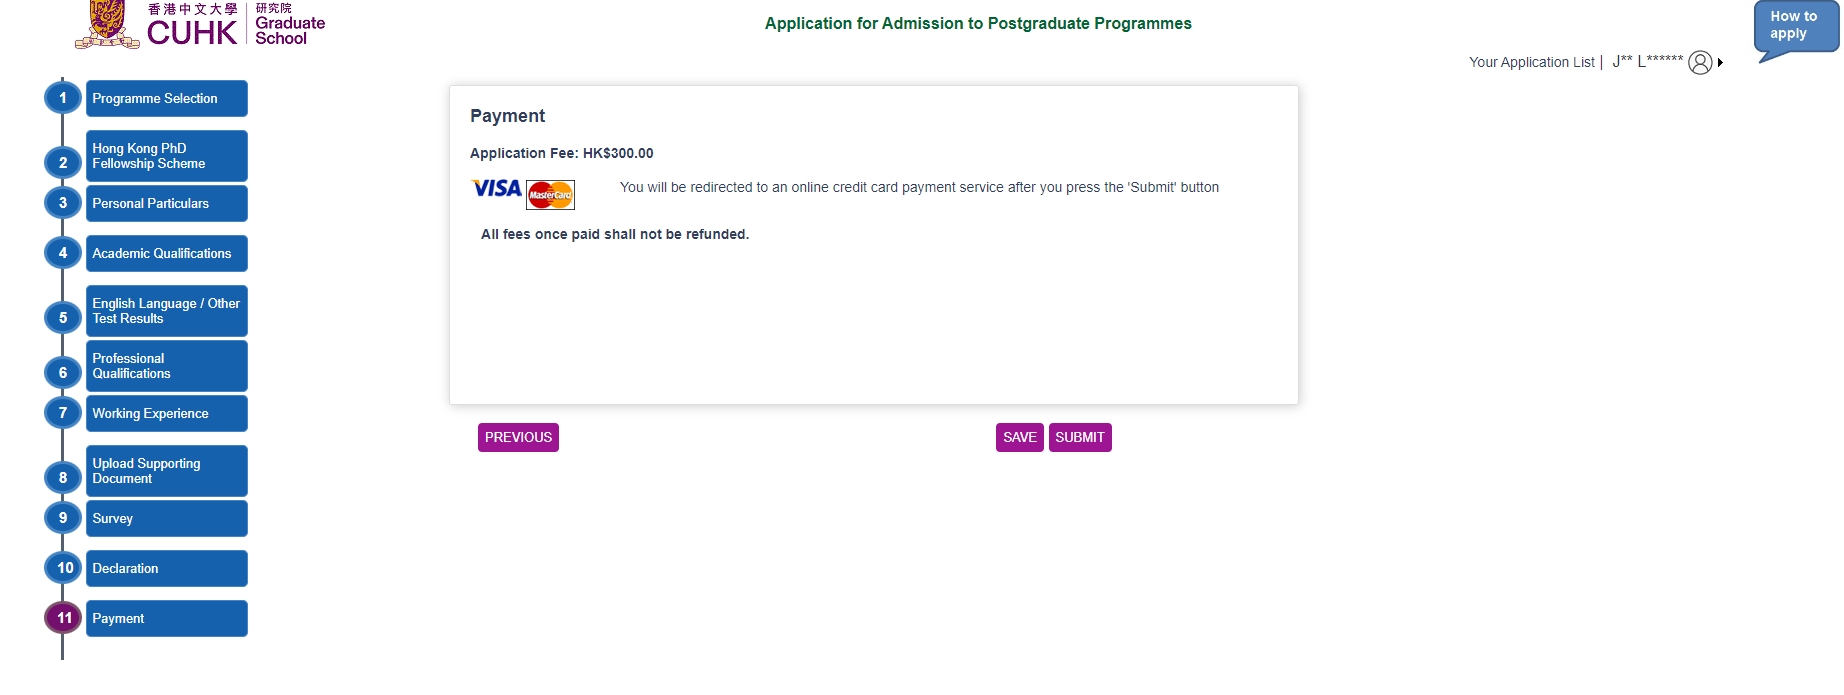 香港中文大學
CUHK
研究院
Graduate
School
Application for Admission to Postgraduate Programmes
How to
apply
Your Application List | J** L******
1 Programme Selection
2 Hong Kong PhD
Fellowship Scheme
3 Personal Particulars
4 Academic Qualifications
5 English Language / Other
Test Results
6 Professional
Qualifications
7 Working Experience
8 Upload Supporting
Document
9 Survey
10 Declaration
11 Payment
Payment
Application Fee: HK$300.00
VISA MasterCard You will be redirected to an online credit card payment service after you press the 'Submit' button
All fees once paid shall not be refunded.
PREVIOUS SAVE SUBMIT